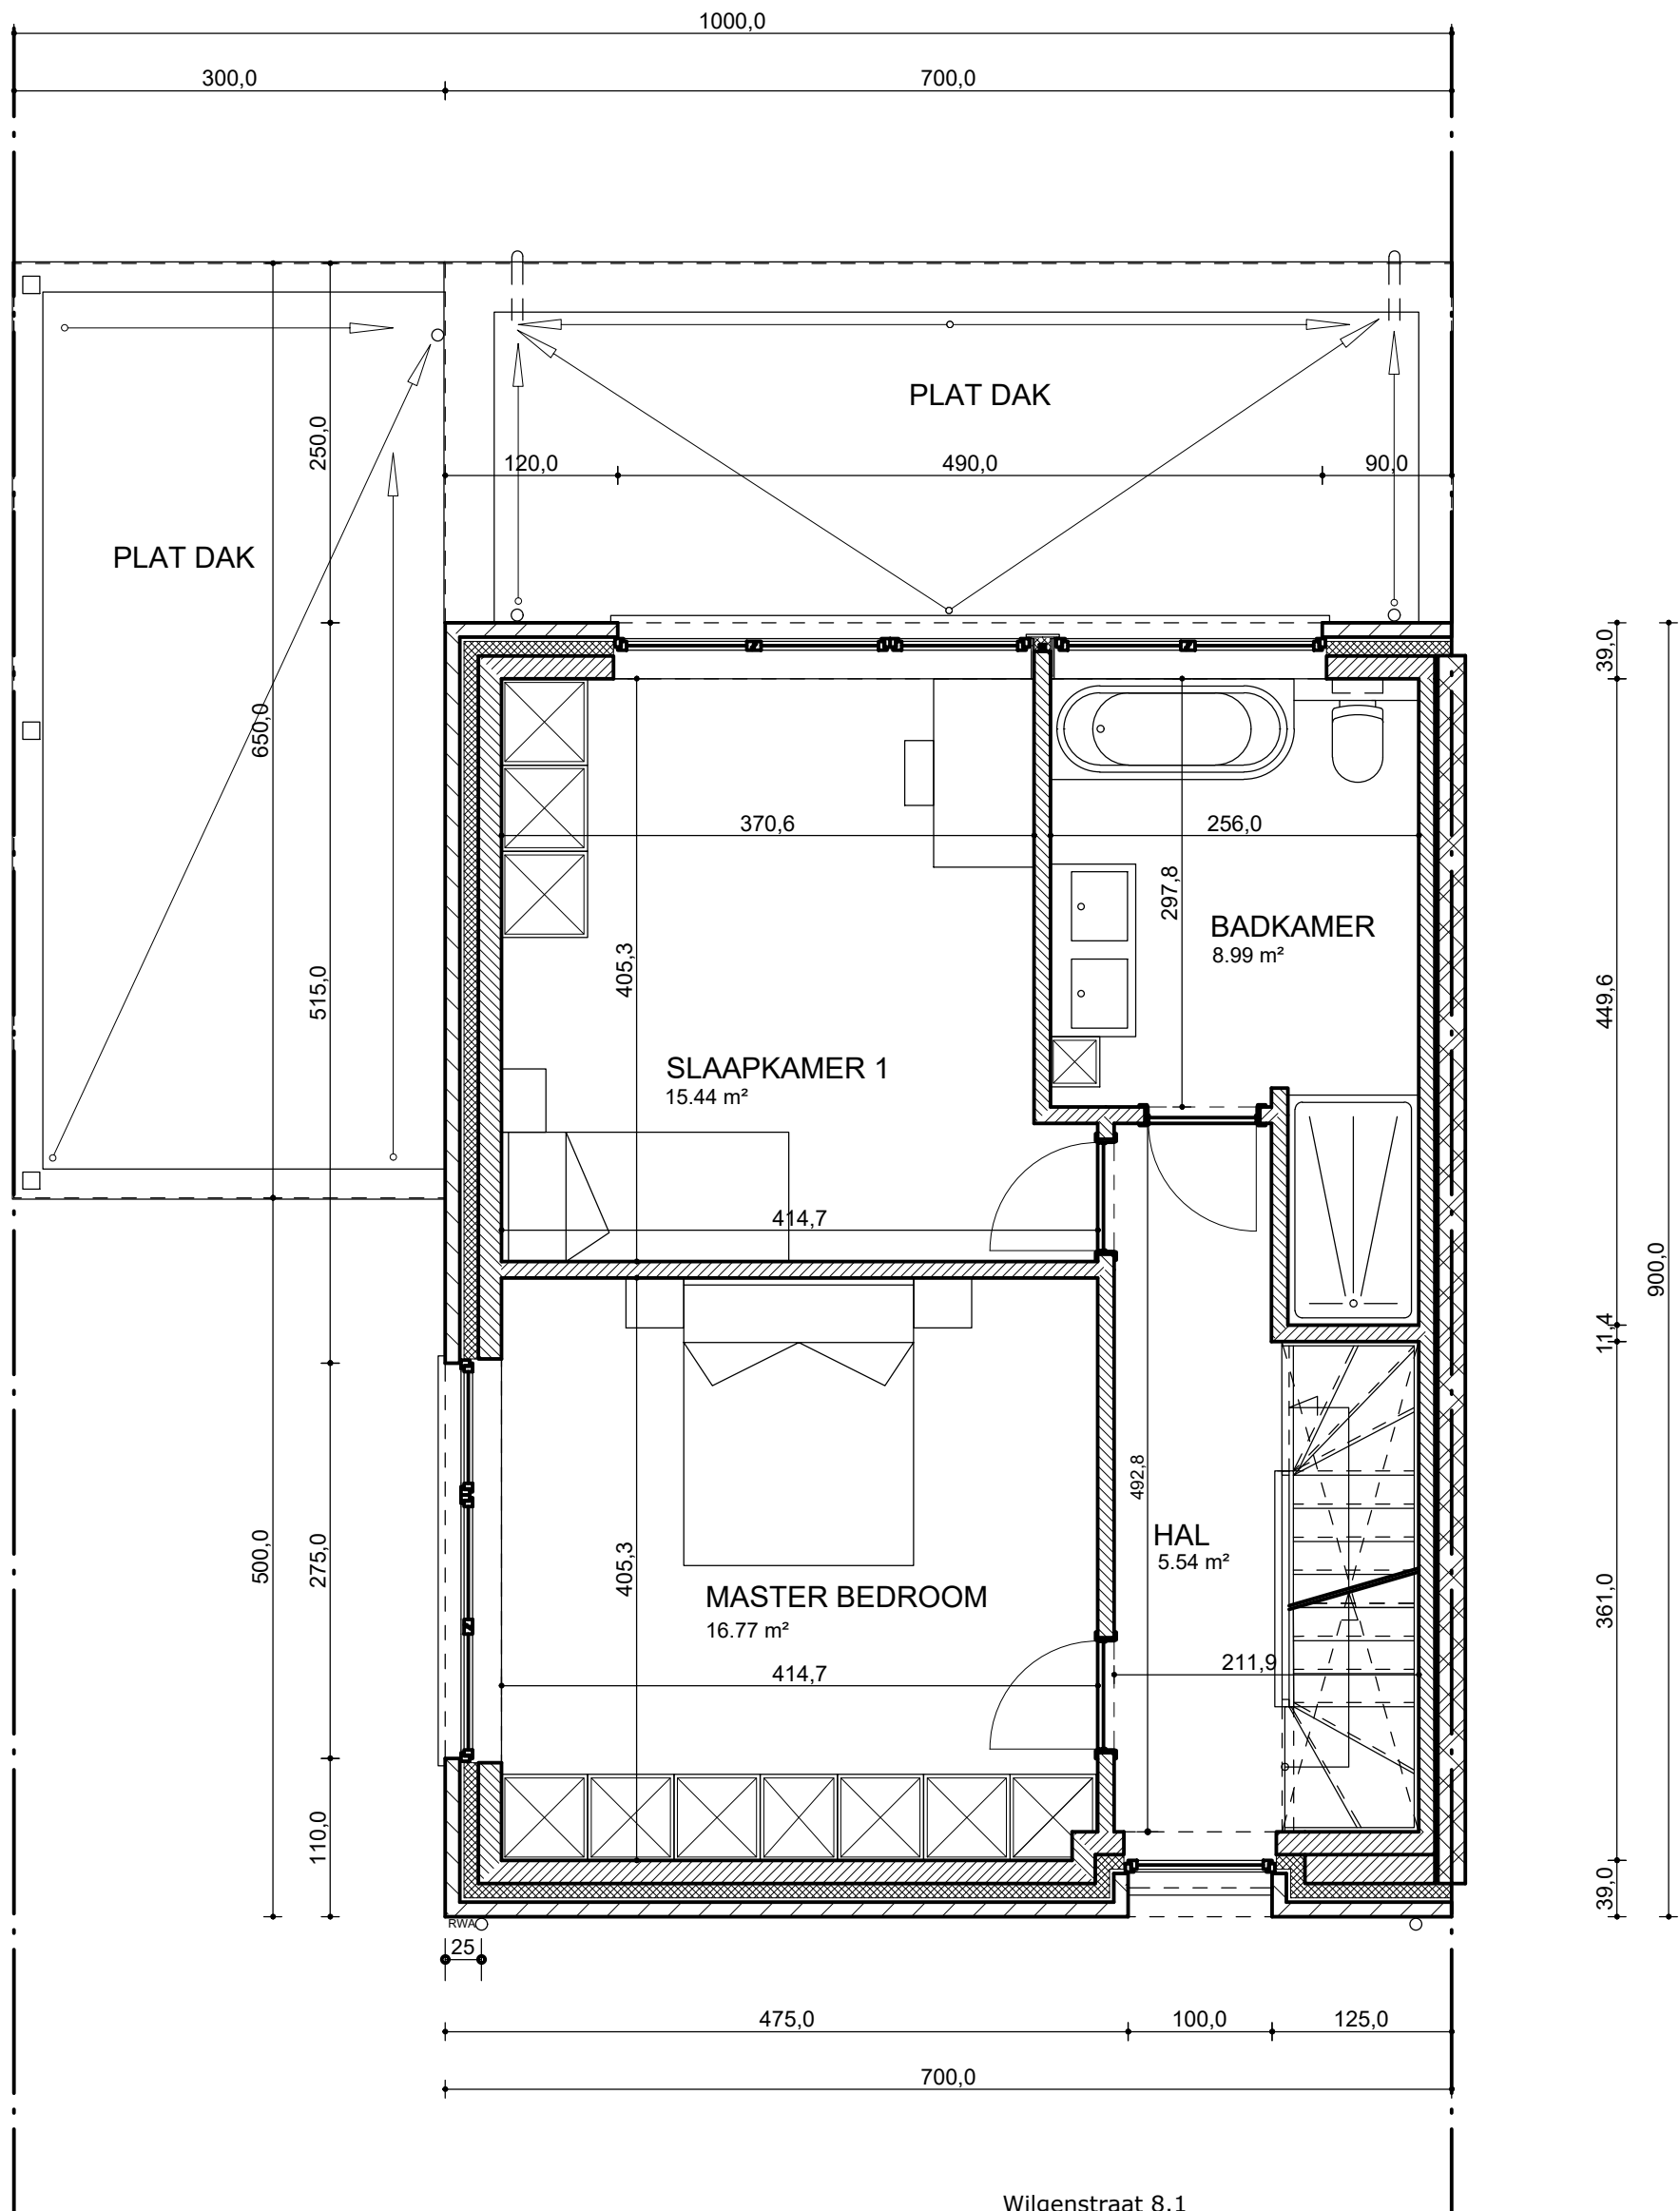 1000,0
300,0
700,0
PLAT DAK
250,0
120,0
490,0
90,0
PLAT DAK
39,0
650,0
370,6
256,0
297,8
BADKAMER
8.99 m²
405,3
515,0
449,6
SLAAPKAMER 1
15.44 m²
414,7
900,0
11,4
492,8
HAL
5.54 m²
500,0
275,0
405,3
MASTER BEDROOM
16.77 m²
361,0
211,9
414,7
110,0
39,0
RWA
25
475,0
100,0
125,0
700,0
Wilgenstraat 8.1